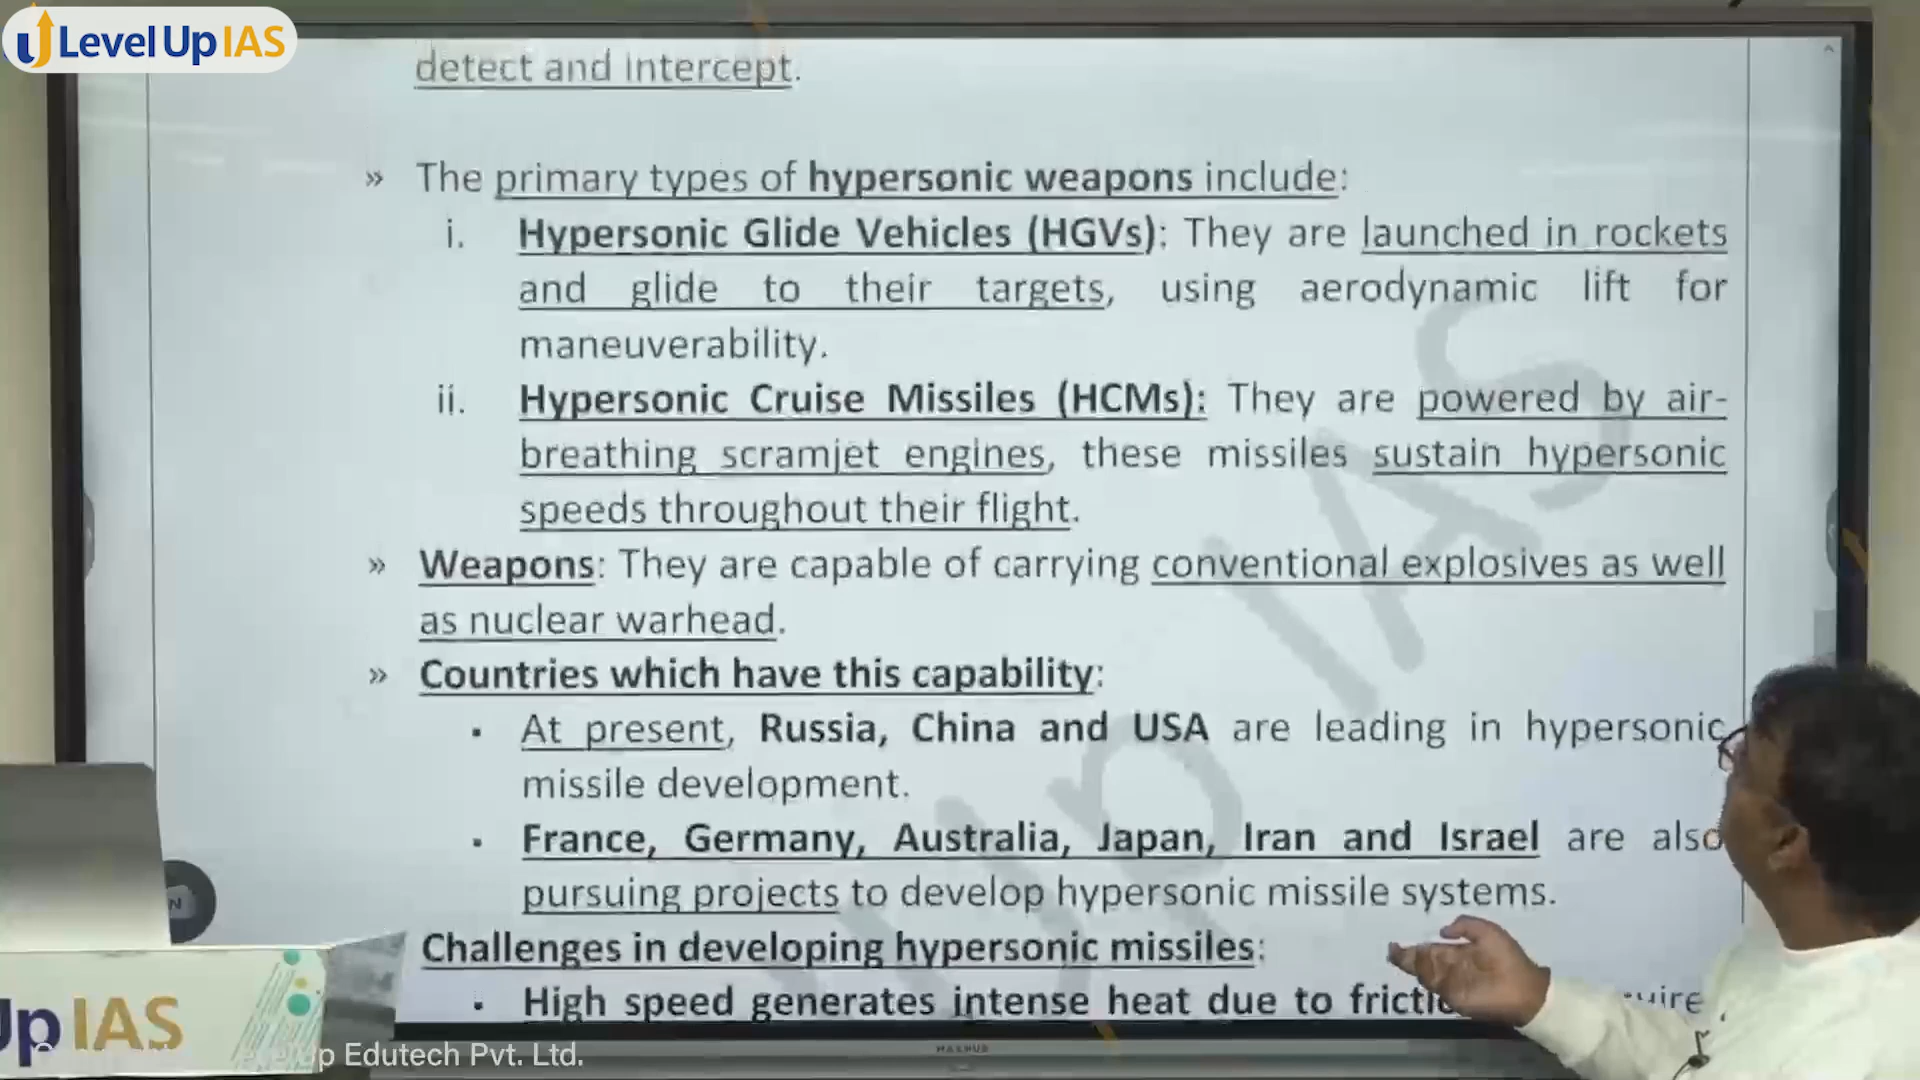 Level Up IAS
detect and intercept.
» The primary types of hypersonic weapons include:
i. Hypersonic Glide Vehicles (HGVs): They are launched in rockets
and glide to their targets, using aerodynamic lift for
maneuverability.
ii. Hypersonic Cruise Missiles (HCMs): They are powered by air-
breathing scramjet engines, these missiles sustain hypersonic
speeds throughout their flight.
» Weapons: They are capable of carrying conventional explosives as well
as nuclear warhead.
» Countries which have this capability:
▪ At present, Russia, China and USA are leading in hypersonic
missile development.
▪ France, Germany, Australia, Japan, Iran and Israel are also
pursuing projects to develop hypersonic missile systems.
Challenges in developing hypersonic missiles:
▪ High speed generates intense heat due to
Up IAS
Up IAS
Edutech Pvt. Ltd.